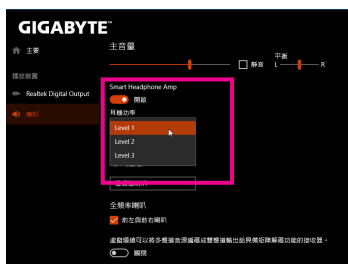 GIGABYTE™
主要
播放裝置
Realtek Digital Output
喇叭
主音量
靜音
平衡
L R
Smart Headphone Amp
開啟
耳機功率
Level 1
Level 2
Level 3
全頻率喇叭
前左與前右喇叭
虛擬環繞可以將多聲道音源編碼成雙聲道輸出給具備矩陣解碼功能的接收器。
關閉